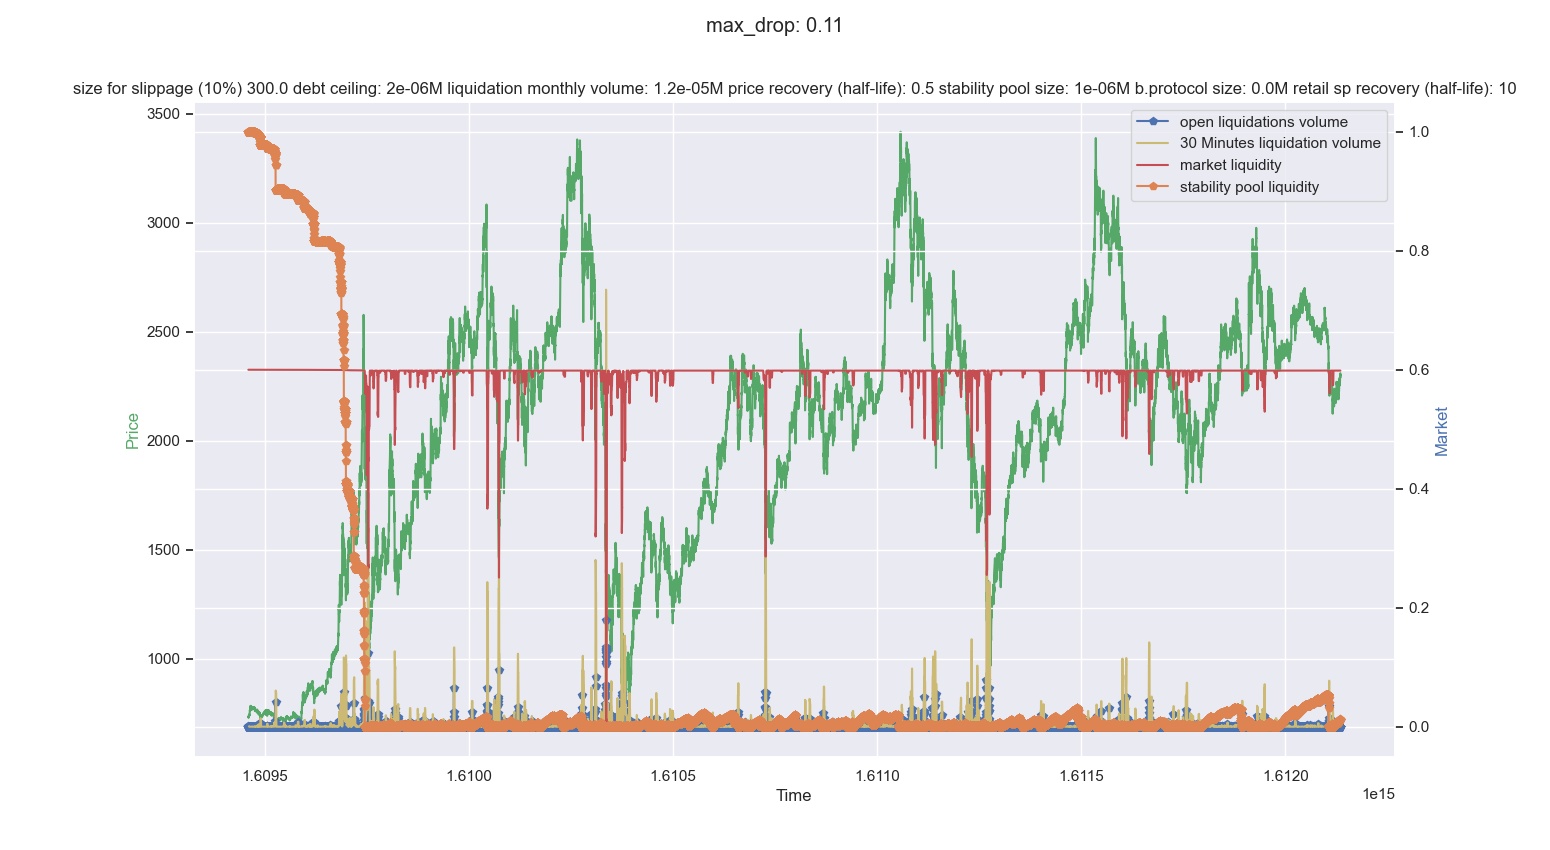 max_drop: 0.11
size for slippage (10%) 300.0 debt ceiling: 2e-06M liquidation monthly volume: 1.2e-05M price recovery (half-life): 0.5 stability pool size: 1e-06M b.protocol size: 0.0M retail sp recovery (half-life): 10
open liquidations volume
30 Minutes liquidation volume
market liquidity
stability pool liquidity
3500
3000
2500
2000
1500
1000
Price
1.0
0.8
0.6
0.4
0.2
0.0
Market
1.6095 1.6100 1.6105 1.6110 1.6115 1.6120
Time
1e15